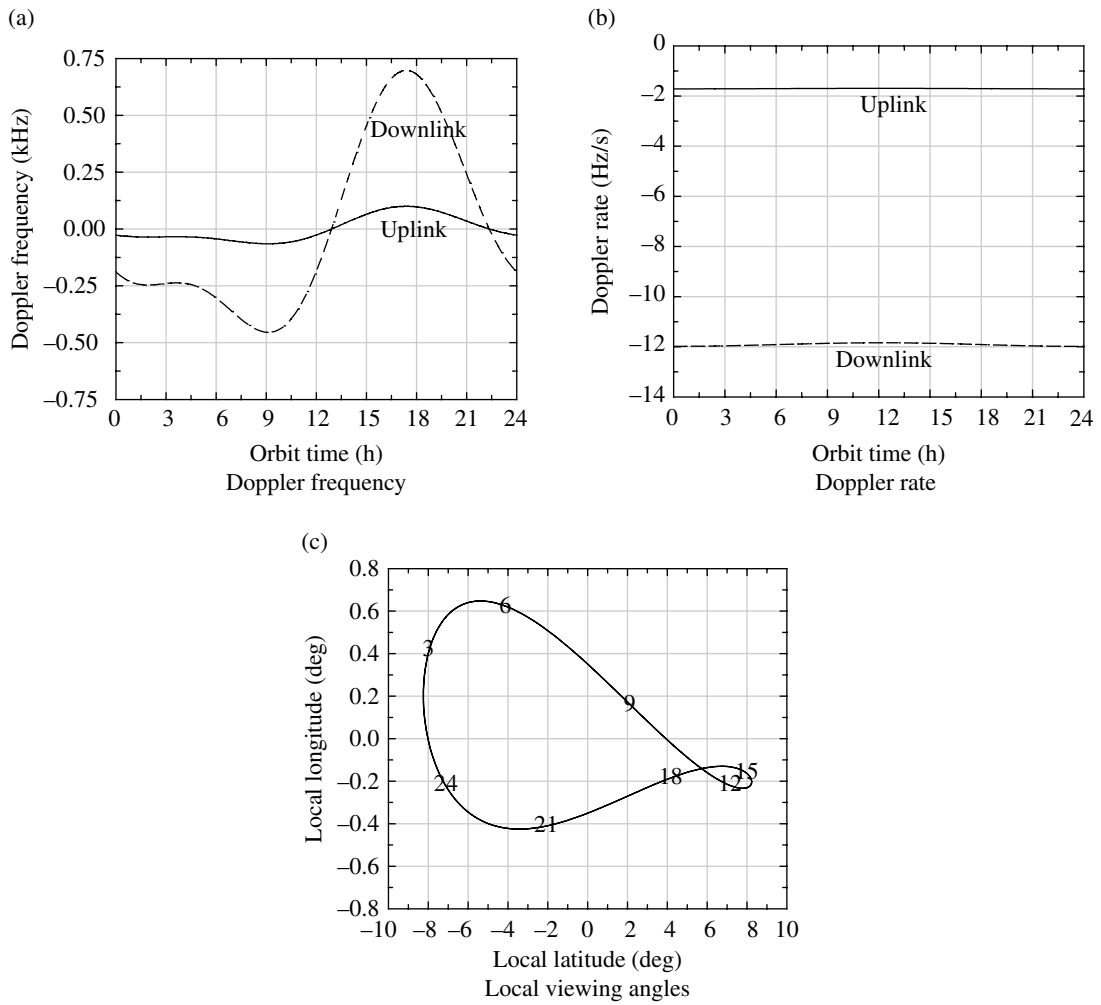 (a)
0.75
0.50
0.25
0.00
−0.25
−0.50
−0.75
Doppler frequency (kHz)
Downlink
Uplink
0 3 6 9 12 15 18 21 24
Orbit time (h)
Doppler frequency
(b)
0
−2
−4
−6
−8
−10
−12
−14
Doppler rate (Hz/s)
Uplink
Downlink
0 3 6 9 12 15 18 21 24
Orbit time (h)
Doppler rate
(c)
0.8
0.6
0.4
0.2
0.0
−0.2
−0.4
−0.6
−0.8
Local longitude (deg)
6
3
9
15
18
12
24
21
−10 −8 −6 −4 −2 0 2 4 6 8 10
Local latitude (deg)
Local viewing angles